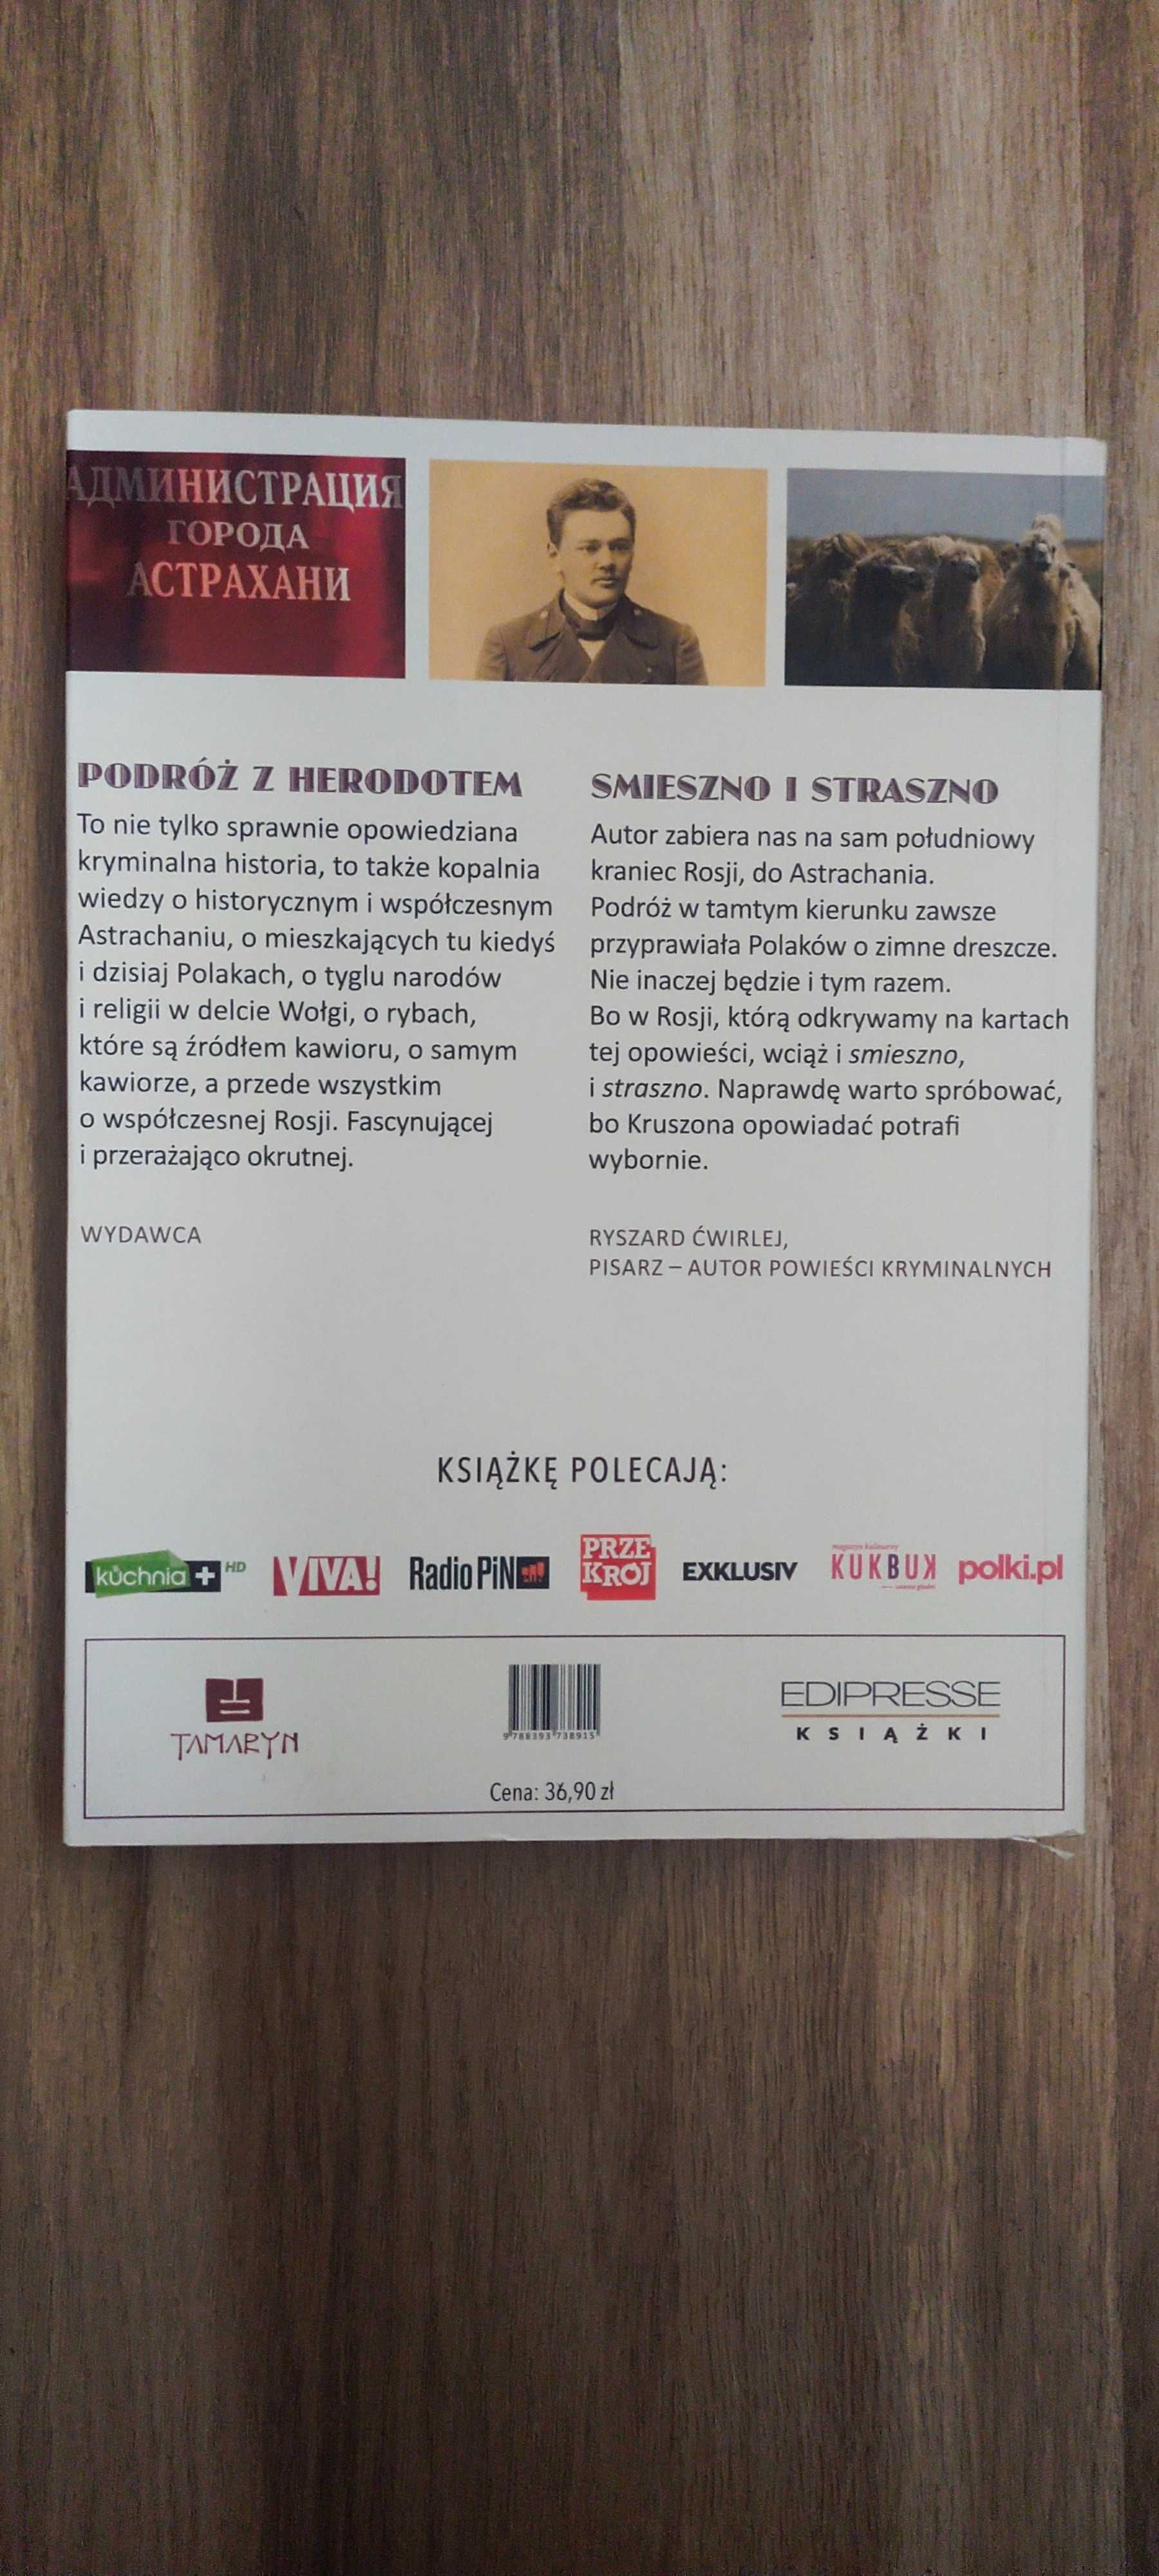 АДМИНИСТРАЦИЯ
ГОРОДА
АСТРАХАНИ
PODRÓŻ Z HERODOTEM
To nie tylko sprawnie opowiedziana
kryminalna historia, to także kopalnia
wiedzy o historycznym i współczesnym
Astrachaniu, o mieszkających tu kiedyś
i dzisiaj Polakach, o tyglu narodów
i religii w delcie Wołgi, o rybach,
które są źródłem kawioru, o samym
kawiorze, a przede wszystkim
o współczesnej Rosji. Fascynującej
i przerażająco okrutnej.
WYDAWCA
SMIESZNO I STRASZNO
Autor zabiera nas na sam południowy
kraniec Rosji, do Astrachania.
Podróż w tamtym kierunku zawsze
przyprawiała Polaków o zimne dreszcze.
Nie inaczej będzie i tym razem.
Bo w Rosji, którą odkrywamy na kartach
tej opowieści, wciąż i smieszno,
i straszno. Naprawdę warto spróbować,
bo Kruszona opowiadać potrafi
wybornie.
RYSZARD ĆWIRLEJ,
PISARZ – AUTOR POWIEŚCI KRYMINALNYCH
KSIĄŻKĘ POLECAJĄ:
kuchnia + HD
VIVA!
Radio PiN
PRZE
KRÓJ
EXKLUSIV
magazyn kulinarny
KUKBUK
polki.pl
TAMARYN
9 788393 738915
Cena: 36,90 zł
EDIPRESSE
KSIĄŻKI